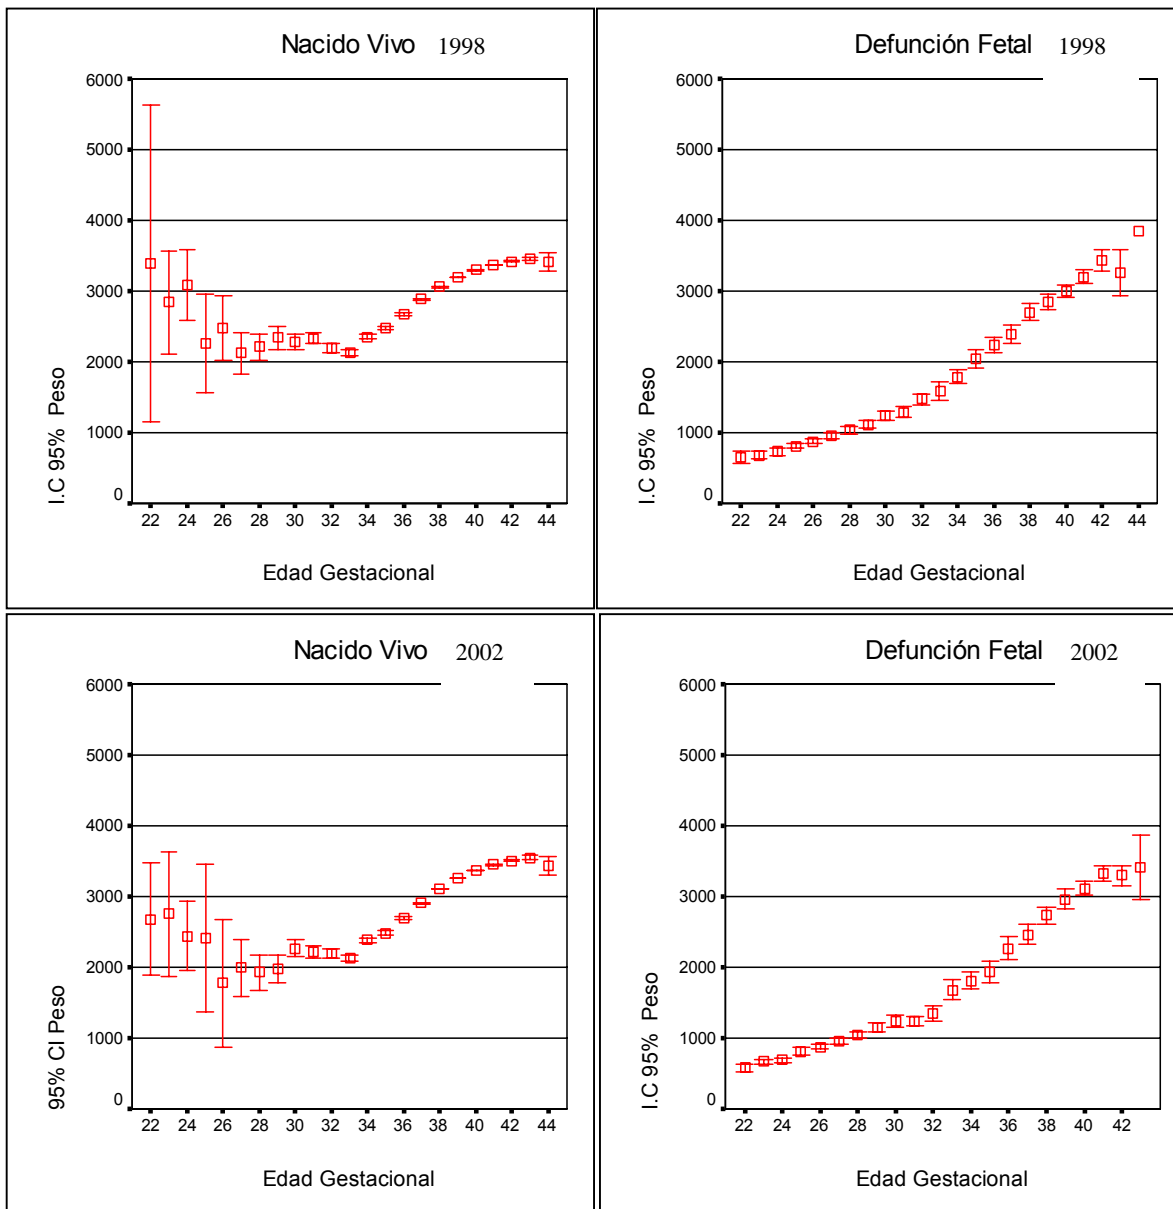 Nacido Vivo 1998
6000
5000
4000
3000
2000
1000
0
I.C 95% Peso
22 24 26 28 30 32 34 36 38 40 42 44
Edad Gestacional
Defunción Fetal 1998
6000
5000
4000
3000
2000
1000
0
I.C 95% Peso
22 24 26 28 30 32 34 36 38 40 42 44
Edad Gestacional
Nacido Vivo 2002
6000
5000
4000
3000
2000
1000
0
95% CI Peso
22 24 26 28 30 32 34 36 38 40 42 44
Edad Gestacional
Defunción Fetal 2002
6000
5000
4000
3000
2000
1000
0
I.C 95% Peso
22 24 26 28 30 32 34 36 38 40 42
Edad Gestacional